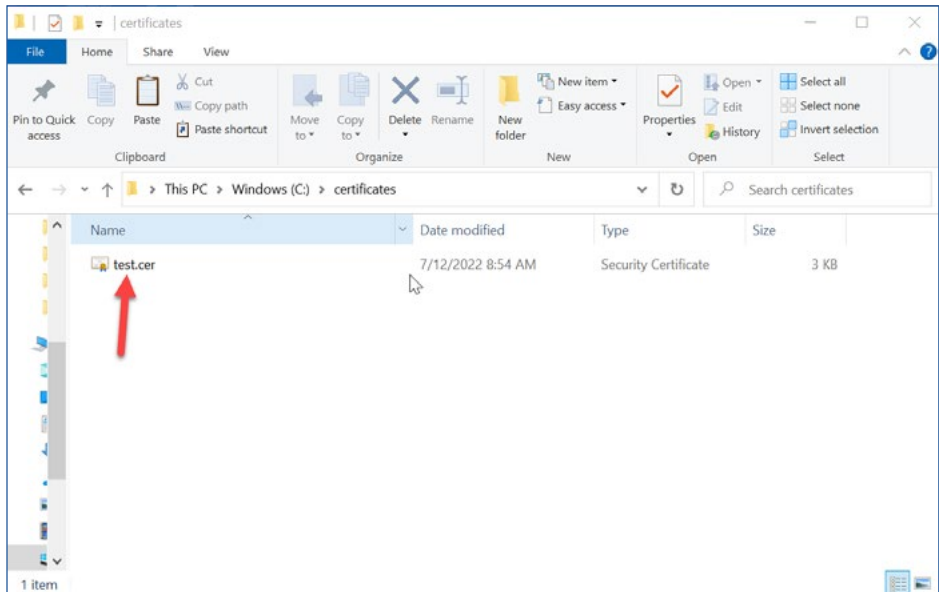 certificates
File Home Share View
Pin to Quick access
Copy
Paste
Cut
Copy path
Paste shortcut
Clipboard
Move to
Copy to
Delete
Rename
Organize
New folder
New item
Easy access
New
Properties
Open
Edit
History
Open
Select all
Select none
Invert selection
Select
This PC > Windows (C:) > certificates
Search certificates
Name Date modified Type Size
test.cer 7/12/2022 8:54 AM Security Certificate 3 KB
1 item